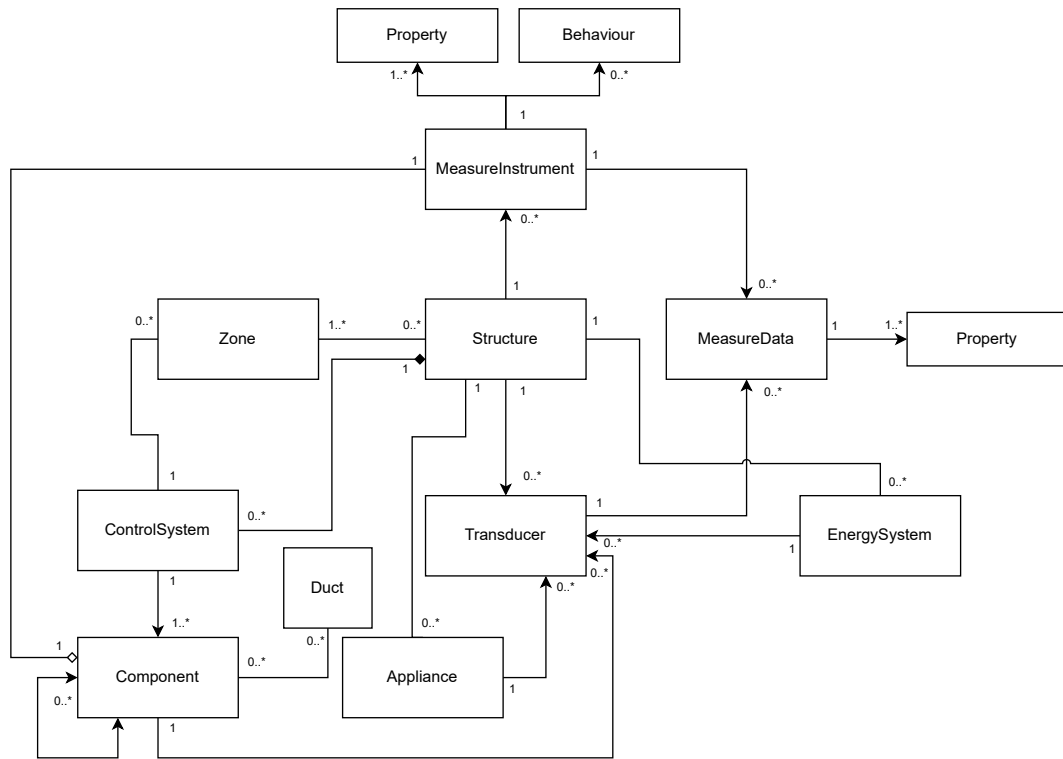 Property
Behaviour
1..*
0..*
1
MeasureInstrument
1
1
0..*
0..*
1
0..*
Zone
1..*
0..*
Structure
1
1
MeasureData
1
1..*
Property
1
1
0..*
0..*
0..*
1
ControlSystem
0..*
Transducer
1
0..*
1
EnergySystem
0..*
Duct
0..*
1
1..*
0..*
0..*
1
Component
0..*
Appliance
1
0..*
1